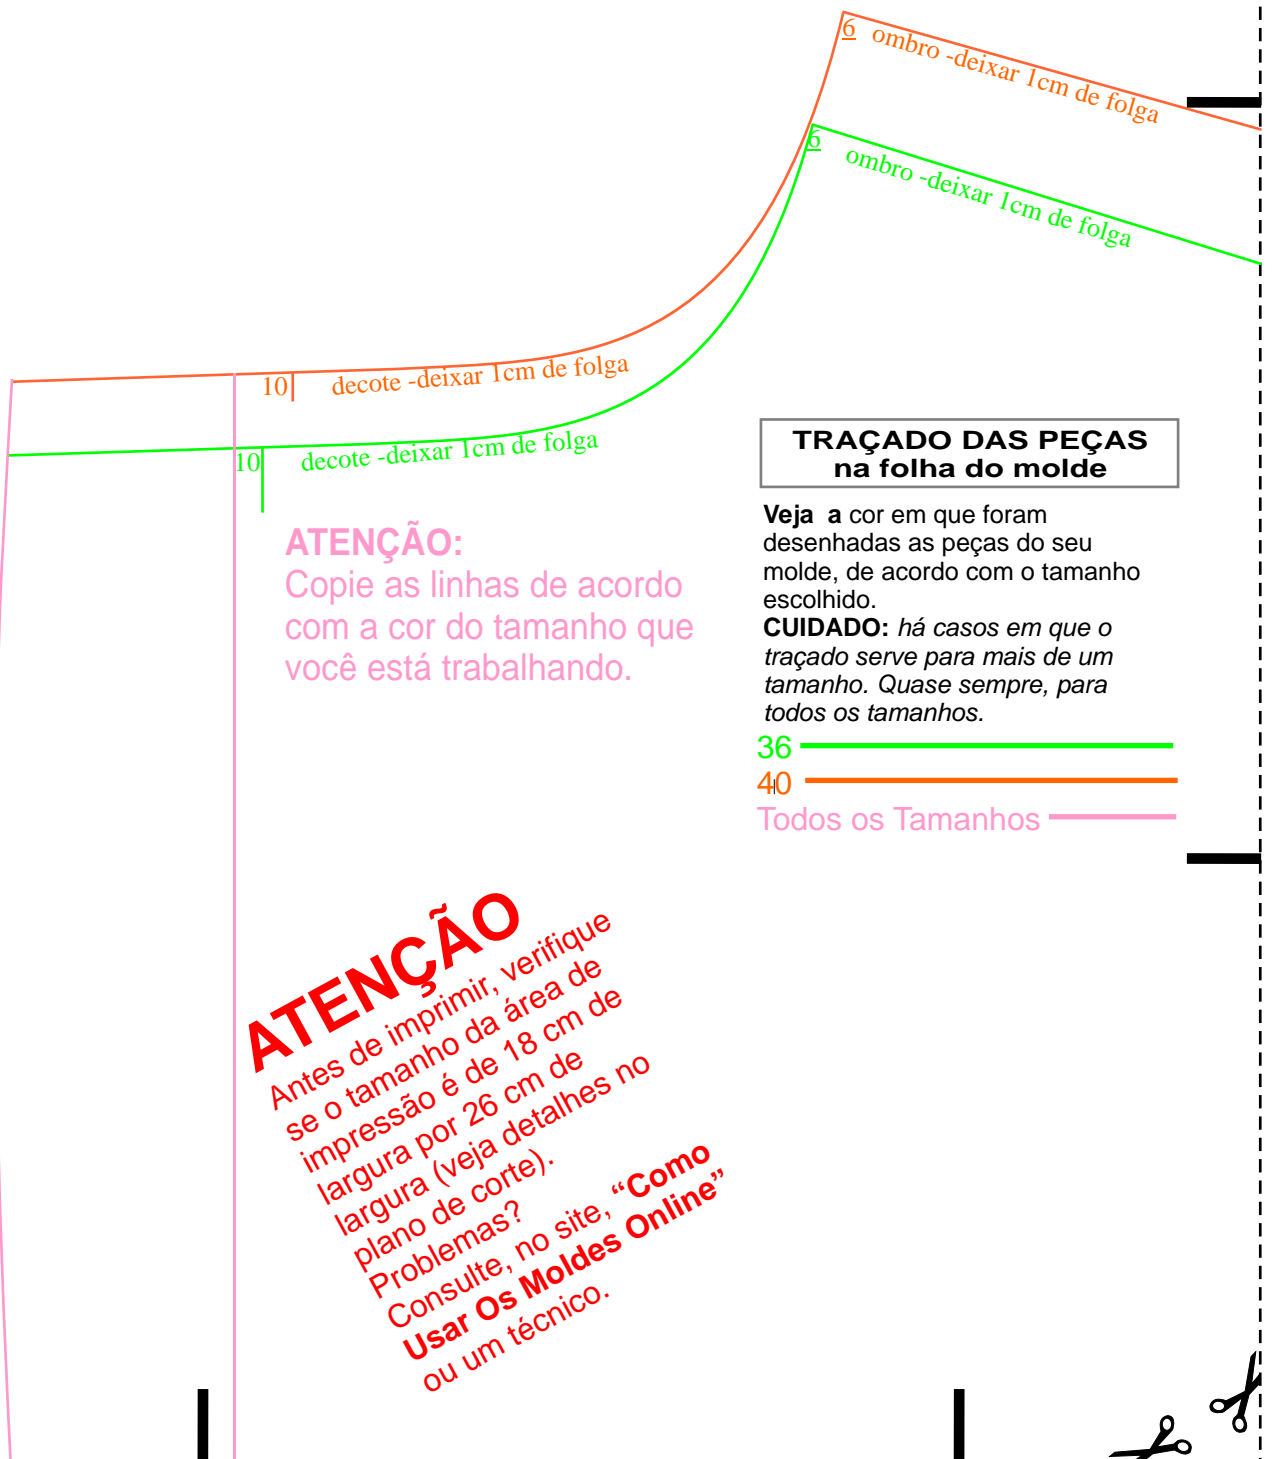 6 ombro -deixar 1cm de folga
6 ombro -deixar 1cm de folga
10 decote -deixar 1cm de folga
10 decote -deixar 1cm de folga
TRAÇADO DAS PEÇAS
na folha do molde
Veja a cor em que foram
desenhadas as peças do seu
molde, de acordo com o tamanho
escolhido.
CUIDADO: há casos em que o
traçado serve para mais de um
tamanho. Quase sempre, para
todos os tamanhos.
36
40
Todos os Tamanhos
ATENÇÃO:
Copie as linhas de acordo
com a cor do tamanho que
você está trabalhando.
ATENÇÃO
Antes de imprimir, verifique
se o tamanho da área de
impressão é de 18 cm de
largura por 26 cm de
largura (veja detalhes no
plano de corte).
Problemas?
Consulte, no site, “Como
Usar Os Moldes Online”
ou um técnico.